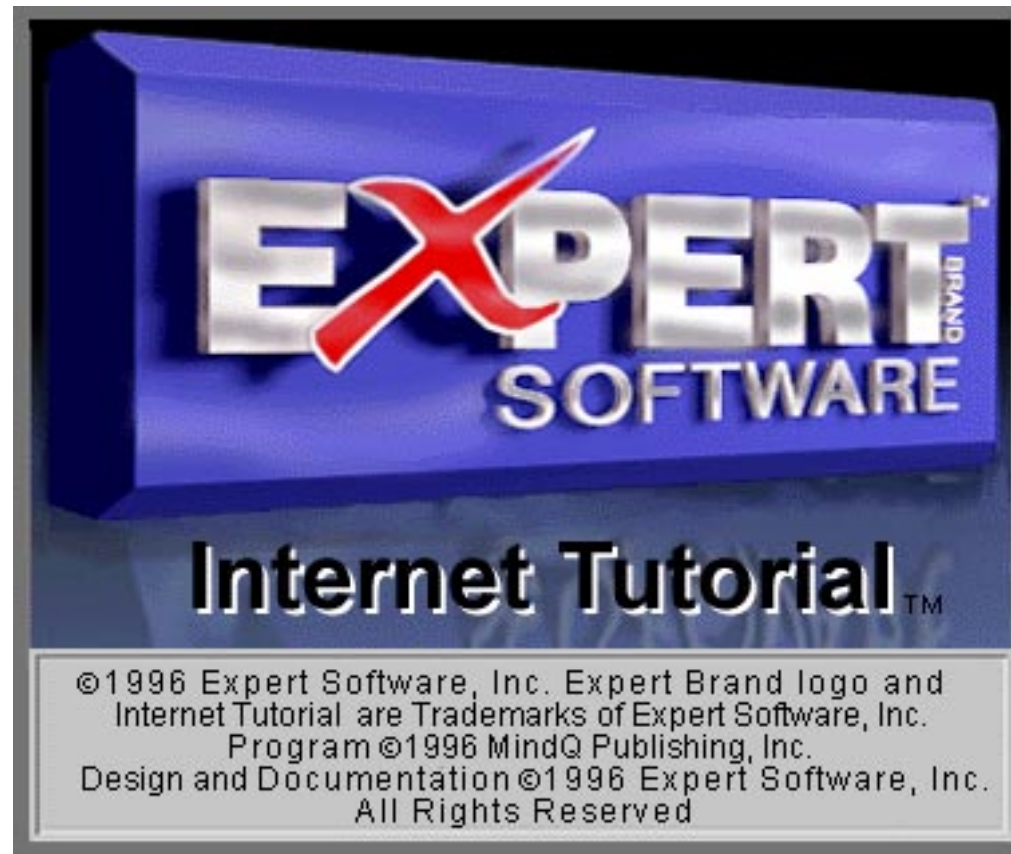 EXPERT
BRAND
SOFTWARE
Internet Tutorial TM
©1996 Expert Software, Inc. Expert Brand logo and
Internet Tutorial are Trademarks of Expert Software, Inc.
Program ©1996 MindQ Publishing, Inc.
Design and Documentation ©1996 Expert Software, Inc.
All Rights Reserved